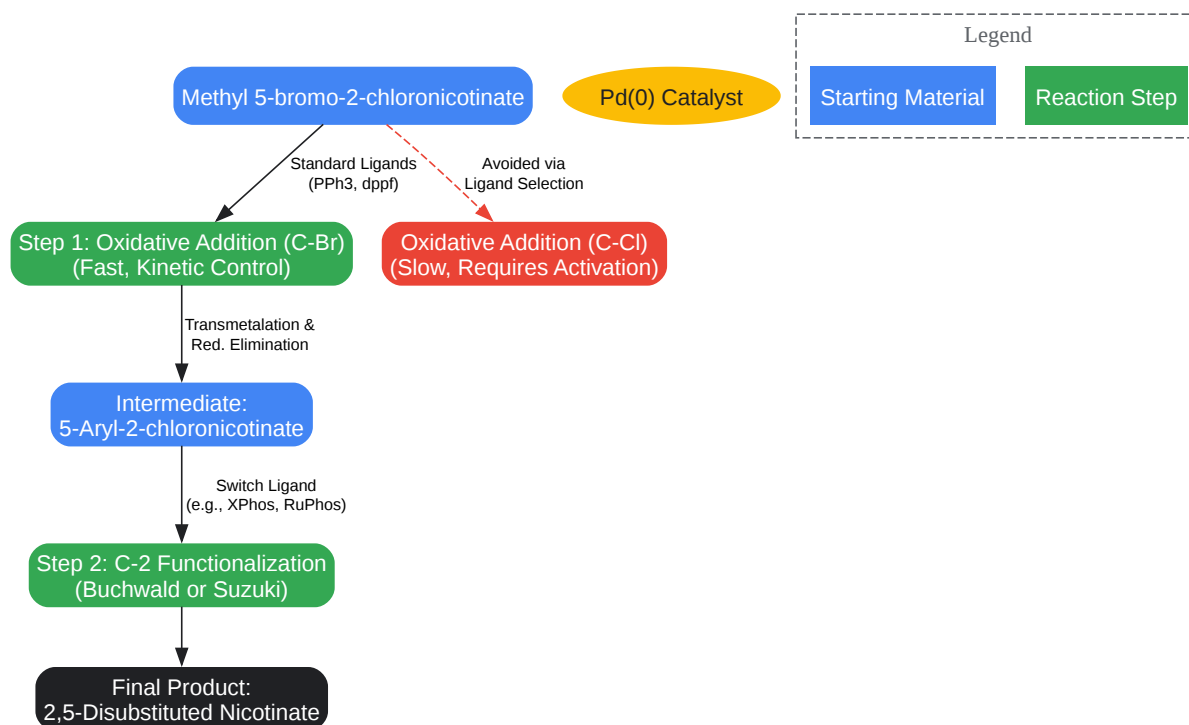 Legend
Methyl 5-bromo-2-chloronicotinate
Pd(0) Catalyst
Starting Material
Reaction Step
Standard Ligands
(PPh3, dppf)
Avoided via
Ligand Selection
Step 1: Oxidative Addition (C-Br)
(Fast, Kinetic Control)
Oxidative Addition (C-Cl)
(Slow, Requires Activation)
Transmetalation &
Red. Elimination
Intermediate:
5-Aryl-2-chloronicotinate
Switch Ligand
(e.g., XPhos, RuPhos)
Step 2: C-2 Functionalization
(Buchwald or Suzuki)
Final Product:
2,5-Disubstituted Nicotinate